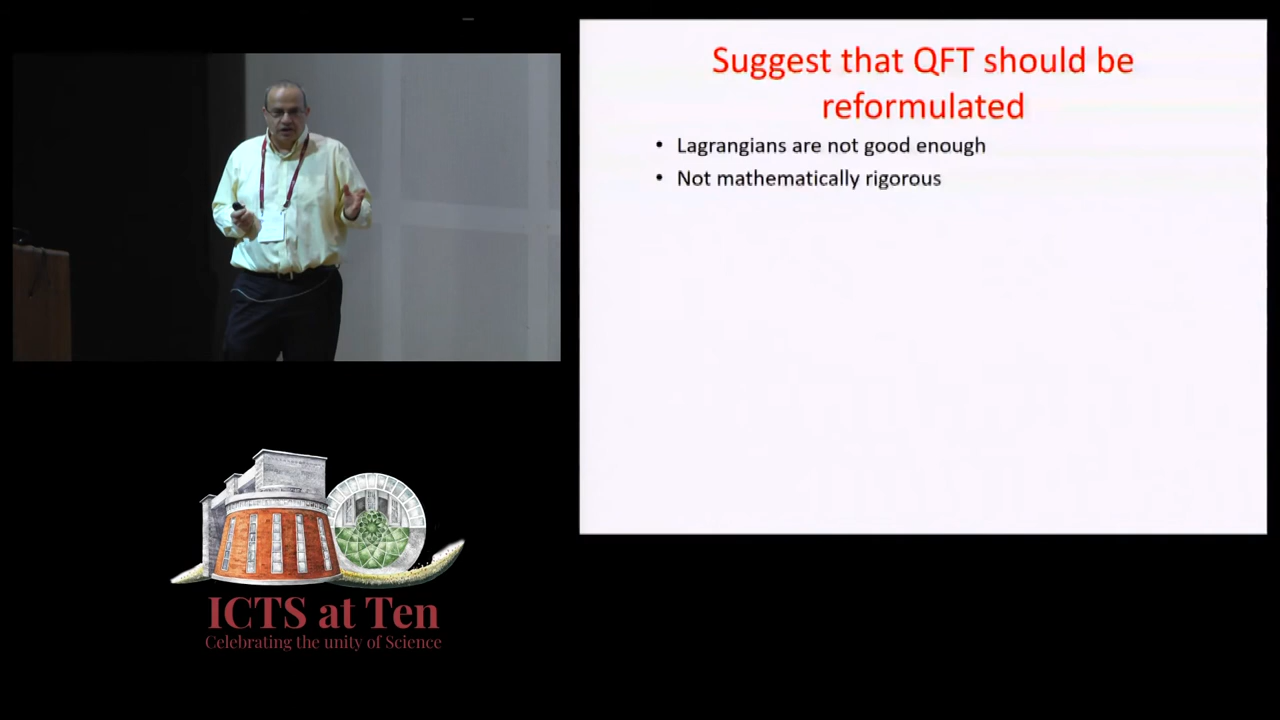 Suggest that QFT should be
reformulated
• Lagrangians are not good enough
• Not mathematically rigorous
ICTS at Ten
Celebrating the unity of Science